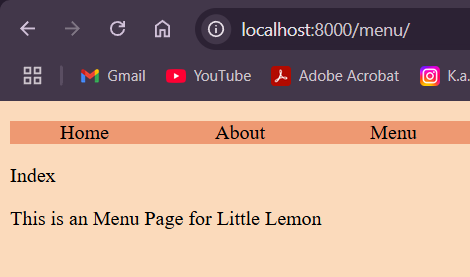 localhost:8000/menu/
Gmail YouTube Adobe Acrobat K.a.
Home About Menu
Index
This is an Menu Page for Little Lemon